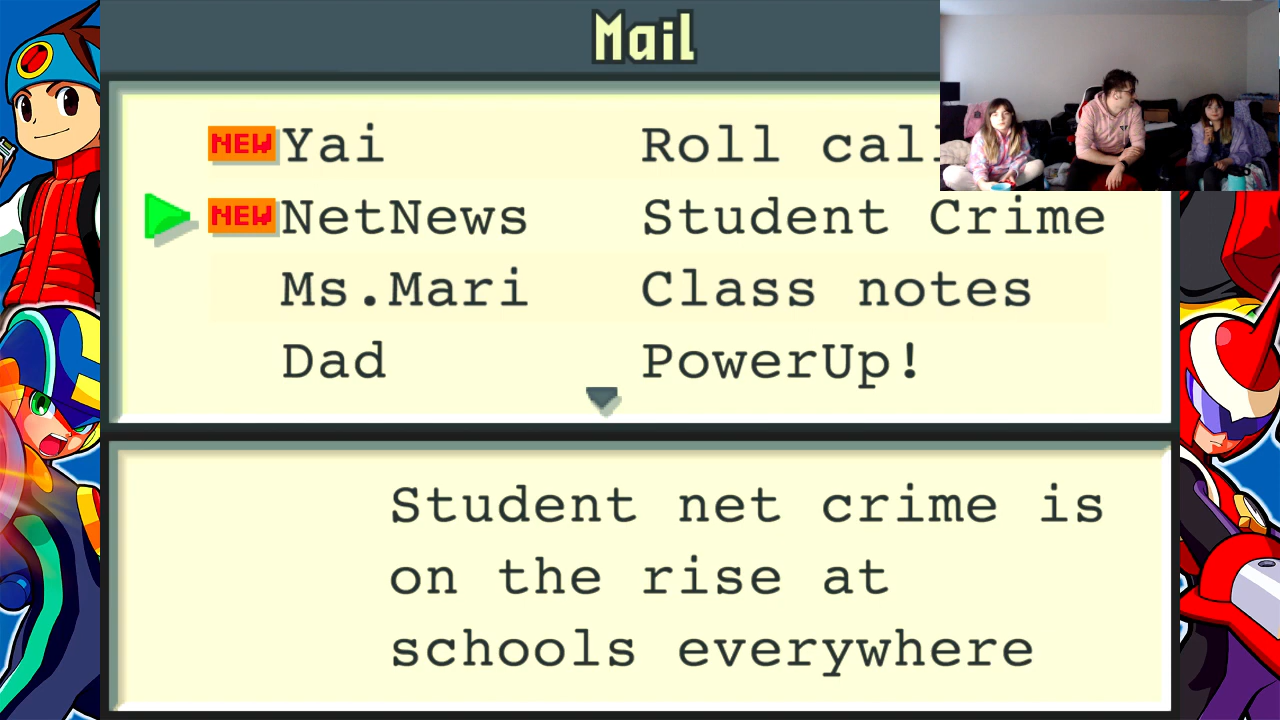 Mail
NEW Yai Roll call
NEW NetNews Student Crime
Ms.Mari Class notes
Dad PowerUp!
Student net crime is
on the rise at
schools everywhere